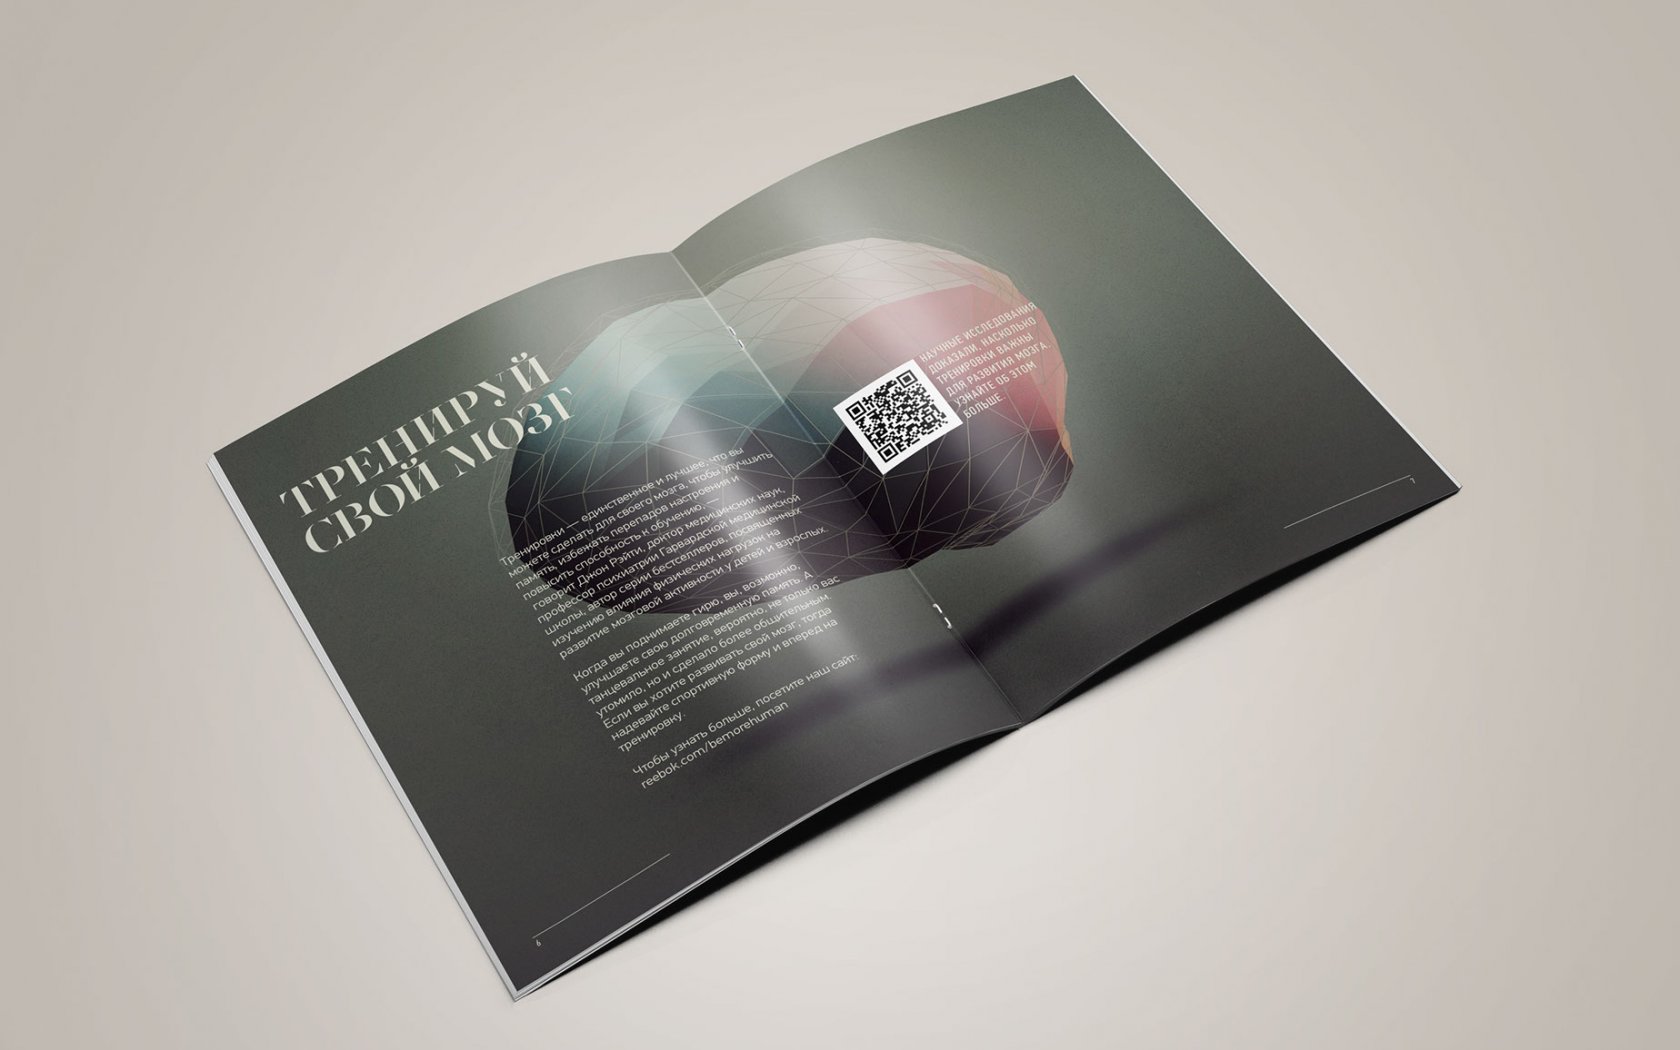 ТРЕНИРУЙ
СВОЙ МОЗГ
Тренировки — единственное и лучшее, что вы
можете сделать для своего мозга, чтобы улучшить
память, избежать перепадов настроения и
повысить способность к обучению, —
говорит Джон Рэйти, доктор медицинских наук,
профессор психиатрии Гарвардской медицинской
школы, автор серии бестселлеров, посвященных
изучению влияния физических нагрузок на
развитие мозговой активности у детей и взрослых.
Когда вы поднимаете гирю, вы, возможно,
улучшаете свою долговременную память. А
танцевальное занятие, вероятно, не только вас
утомило, но и сделало более общительным.
Если вы хотите развивать свой мозг, тогда
надевайте спортивную форму и вперед на
тренировку.
Чтобы узнать больше, посетите наш сайт:
reebok.com/bemorehuman
6
НАУЧНЫЕ ИССЛЕДОВАНИЯ
ДОКАЗАЛИ, НАСКОЛЬКО
ТРЕНИРОВКИ ВАЖНЫ
ДЛЯ РАЗВИТИЯ МОЗГА.
УЗНАЙТЕ ОБ ЭТОМ
БОЛЬШЕ.
7